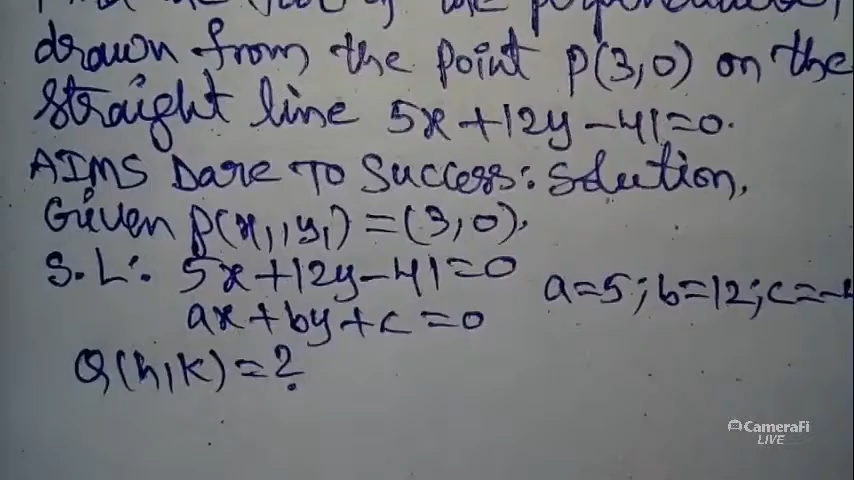 drawn from the point P(3,0) on the
straight line 5x+12y-41=0.
AIMS Dare To Success: Solution,
Given P(x1,y1)=(3,0).
S.L: 5x+12y-41=0
a=5; b=12; c=-4
ax+by+c=0
Q(h,k)=?
CameraFi
LIVE